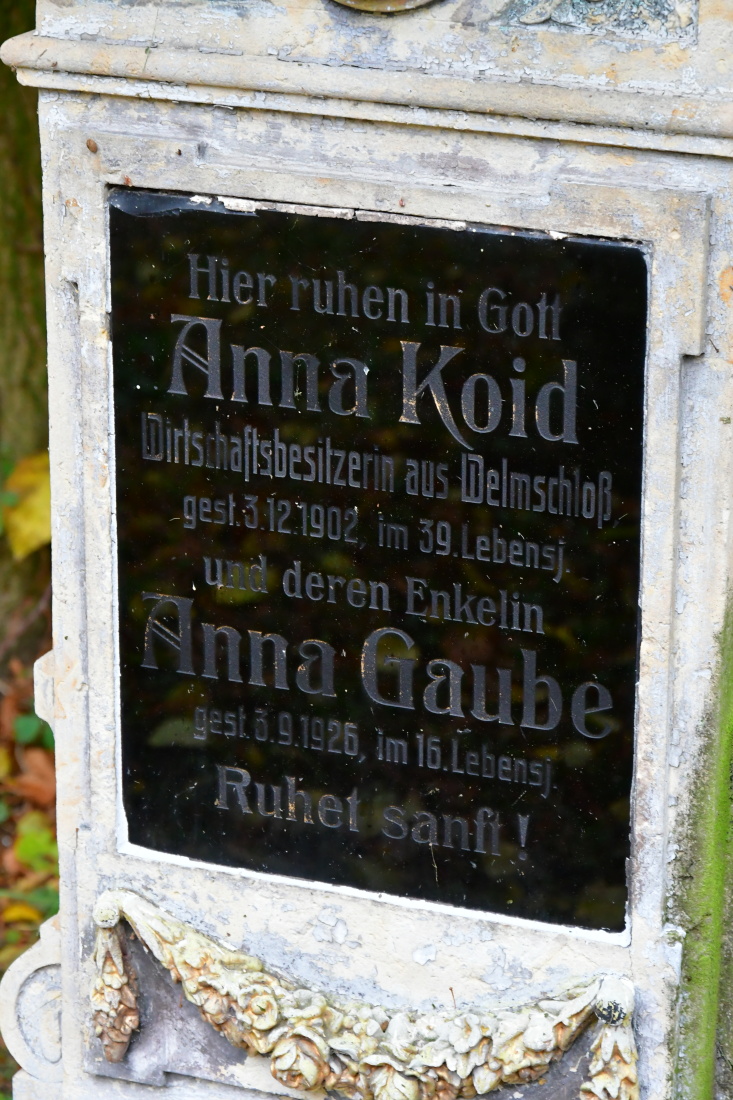 Hier ruhen in Gott
Anna Koid
Wirtschaftsbesitzerin aus Welmschloß,
gest. 3.12.1902, im 39. Lebensj.
und deren Enkelin
Anna Gaube
gest. 3.9.1926, im 16. Lebensj.
Ruhet sanft!